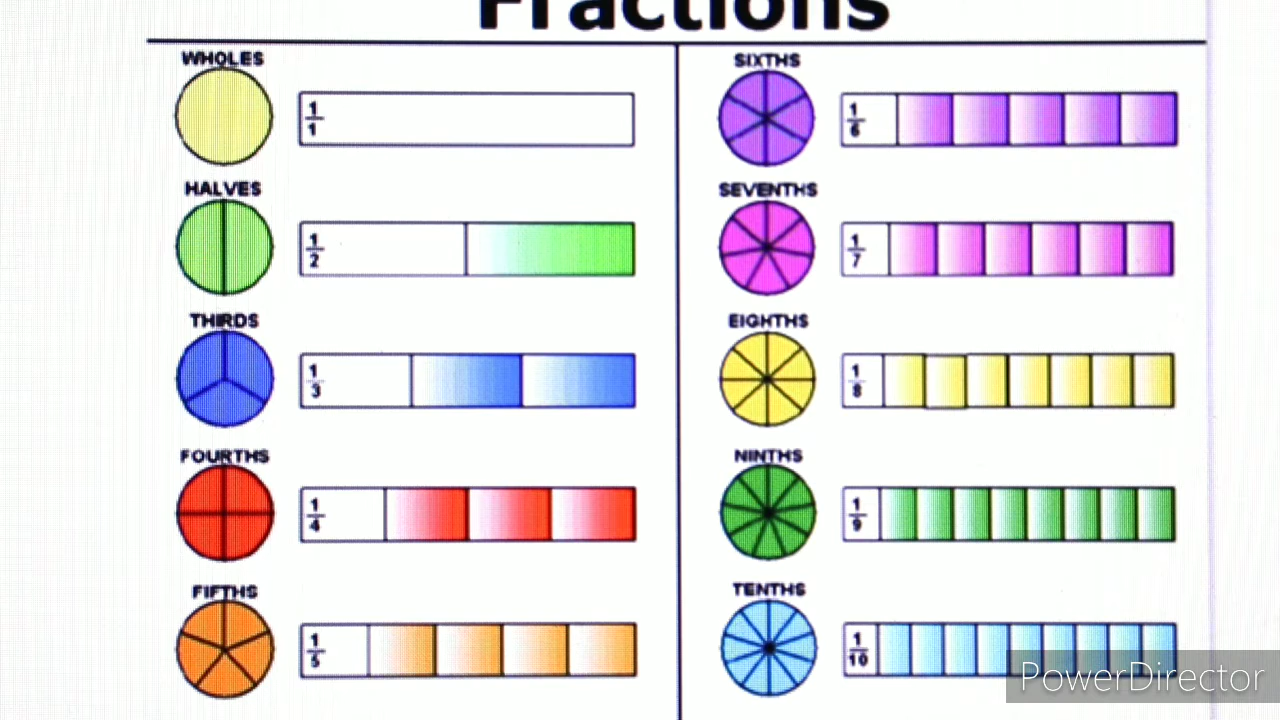 Fractions
WHOLES
1
1
HALVES
1
2
THIRDS
1
3
FOURTHS
1
4
FIFTHS
1
5
SIXTHS
1
6
SEVENTHS
1
7
EIGHTHS
1
8
NINTHS
1
9
TENTHS
1
10
PowerDirector